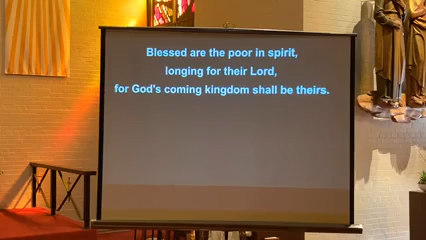 Blessed are the poor in spirit,
longing for their Lord,
for God's coming kingdom shall be theirs.